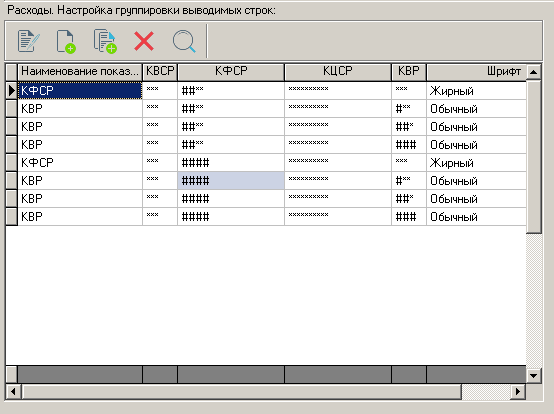 Расходы. Настройка группировки выводимых строк:
Наименование показ... КВСР КФСР КЦСР КВР Шрифт
КФСР *** ##** ********** *** Жирный
КВР *** ##** ********** #** Обычный
КВР *** ##** ********** ##* Обычный
КВР *** ##** ********** ### Обычный
КФСР *** #### ********** *** Жирный
КВР *** #### ********** #** Обычный
КВР *** #### ********** ##* Обычный
КВР *** #### ********** ### Обычный